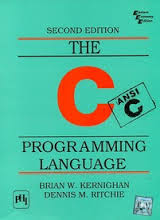 SECOND EDITION
THE
C
ANSI C
PROGRAMMING
LANGUAGE
BRIAN W. KERNIGHAN
DENNIS M. RITCHIE